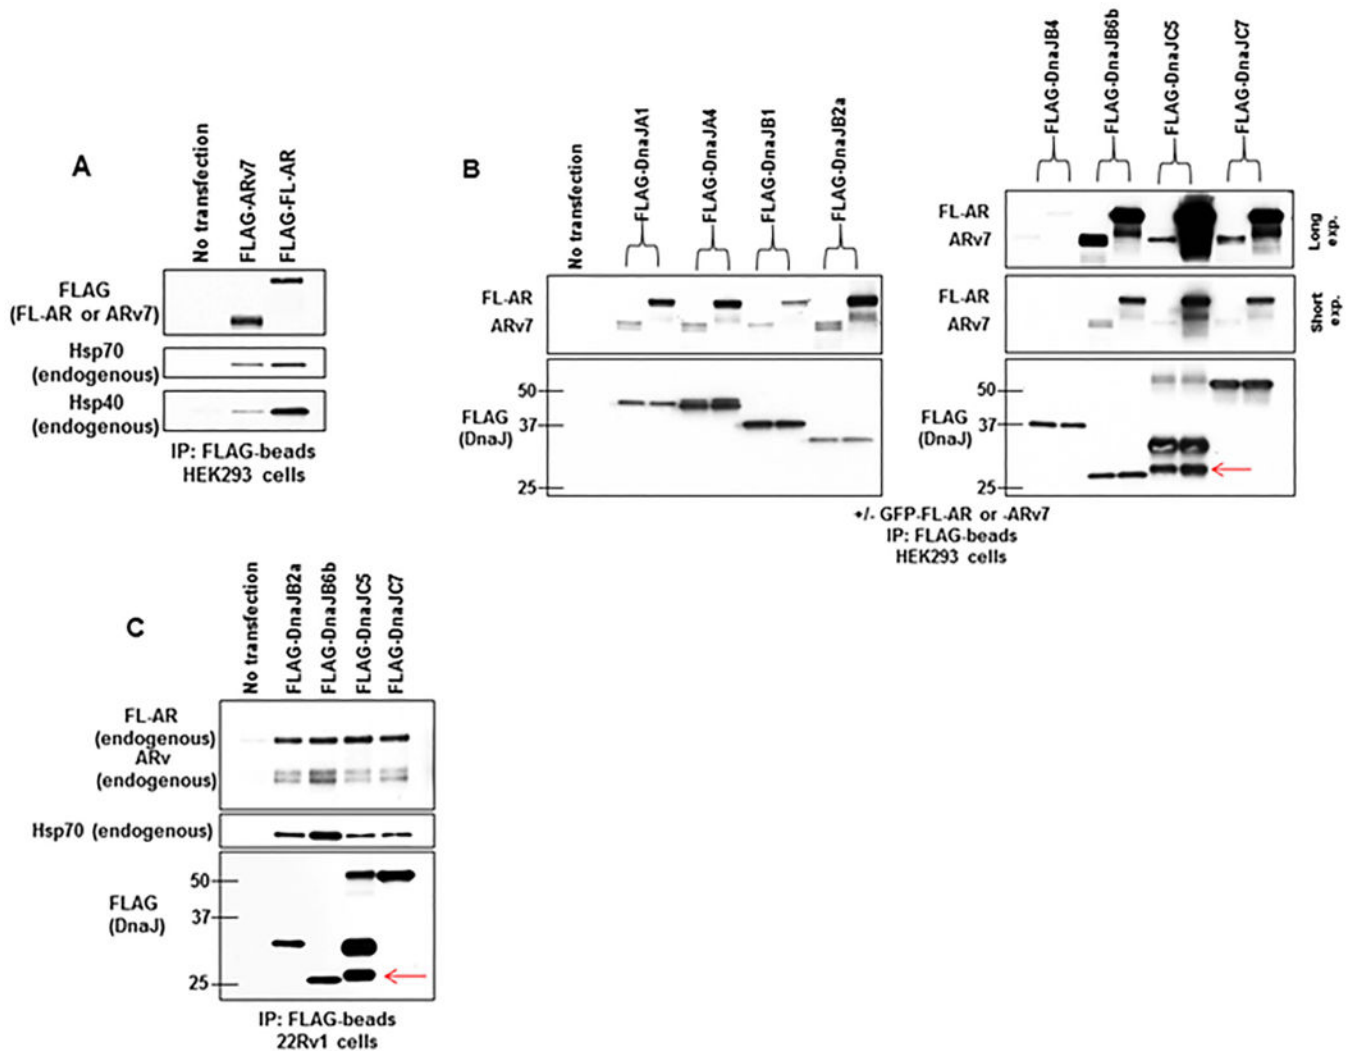 A
No transfection
FLAG-ARv7
FLAG-FL-AR
FLAG
(FL-AR or ARv7)
Hsp70
(endogenous)
Hsp40
(endogenous)
IP: FLAG-beads
HEK293 cells
B
No transfection
FLAG-DnaJA1
FLAG-DnaJA4
FLAG-DnaJB1
FLAG-DnaJB2a
FL-AR
ARv7
50
FLAG
37
(DnaJ)
25
FLAG-DnaJB4
FLAG-DnaJB6b
FLAG-DnaJC5
FLAG-DnaJC7
FL-AR
ARv7
Long
exp.
FL-AR
ARv7
Short
exp.
50
FLAG
37
(DnaJ)
25
+/- GFP-FL-AR or -ARv7
IP: FLAG-beads
HEK293 cells
C
No transfection
FLAG-DnaJB2a
FLAG-DnaJB6b
FLAG-DnaJC5
FLAG-DnaJC7
FL-AR
(endogenous)
ARv
(endogenous)
Hsp70 (endogenous)
50
FLAG
37
(DnaJ)
25
IP: FLAG-beads
22Rv1 cells